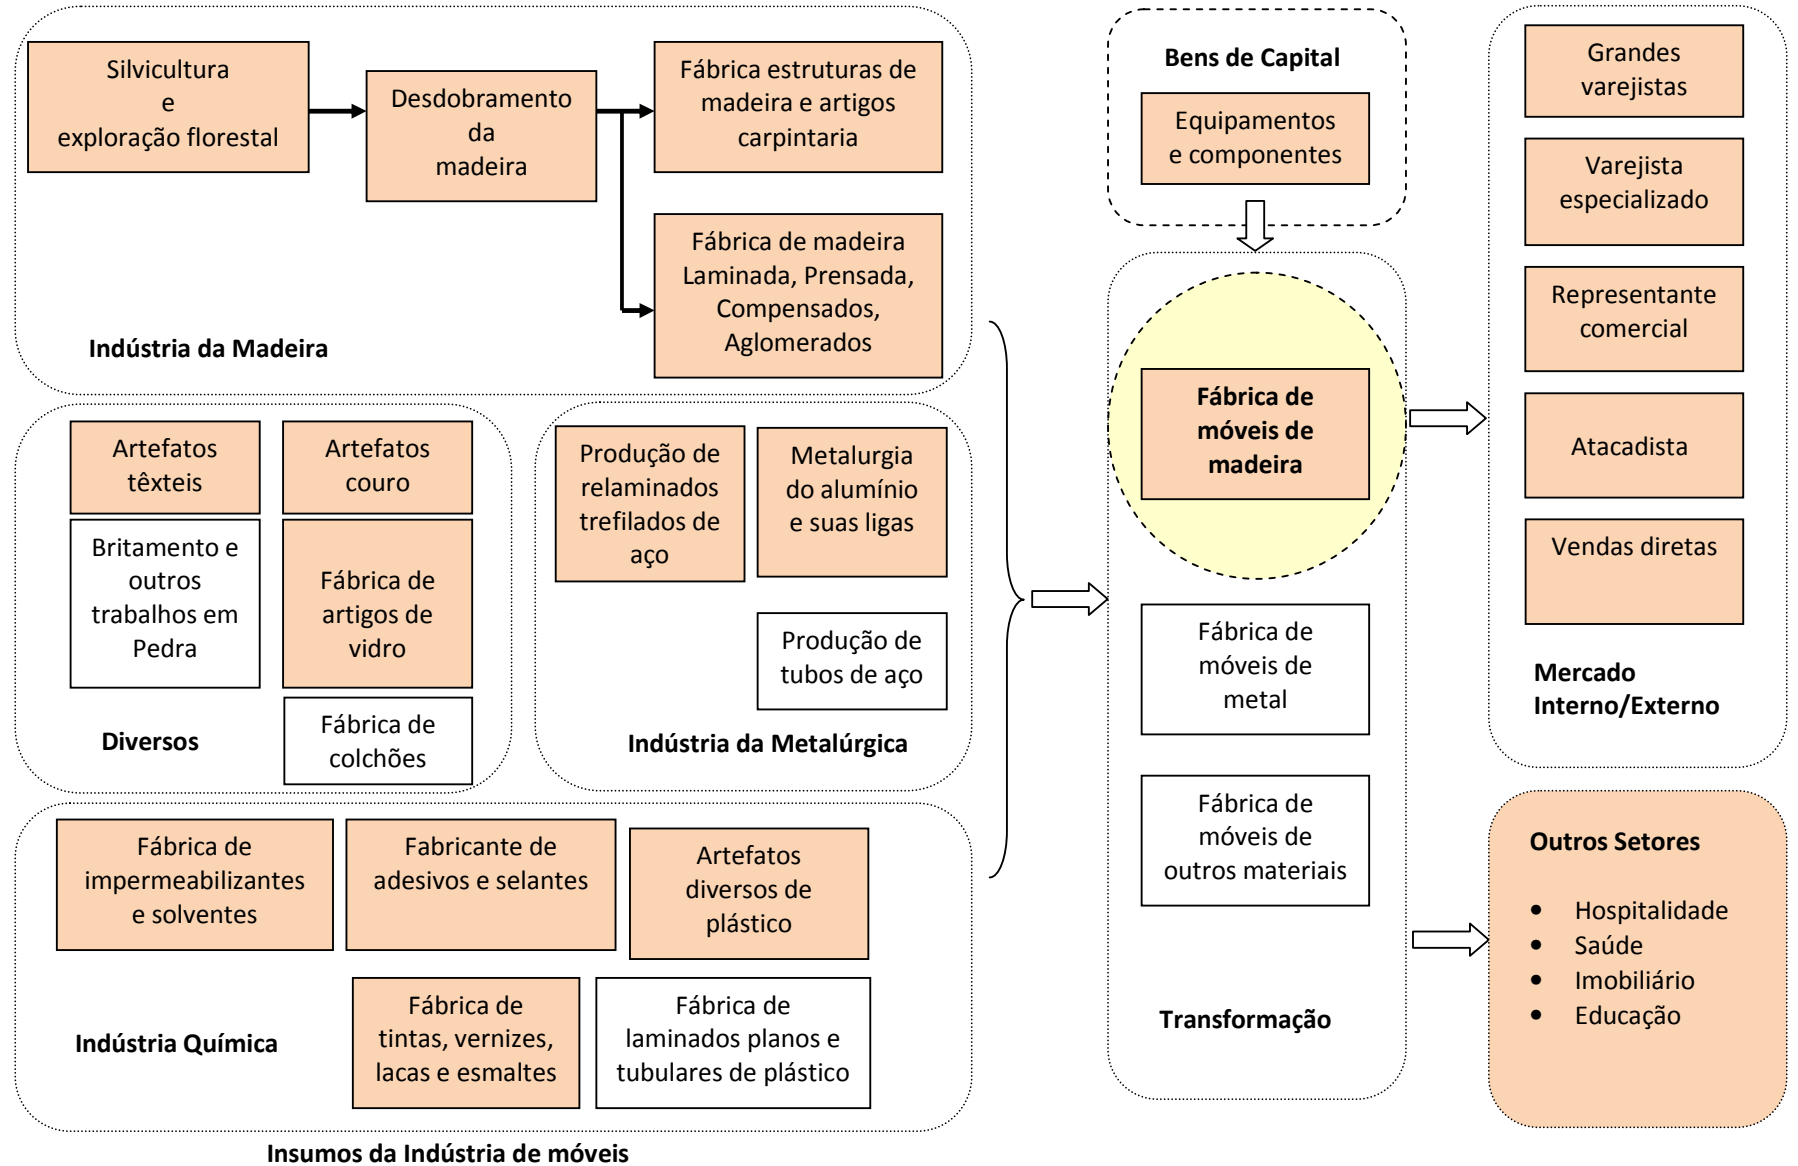 Silvicultura
e
exploração florestal
Desdobramento
da
madeira
Fábrica estruturas de
madeira e artigos
carpintaria
Fábrica de madeira
Laminada, Prensada,
Compensados,
Aglomerados
Indústria da Madeira
Artefatos
têxteis
Artefatos
couro
Britamento e
outros
trabalhos em
Pedra
Fábrica de
artigos de
vidro
Fábrica de
colchões
Diversos
Produção de
relaminados
trefilados de
aço
Metalurgia
do alumínio
e suas ligas
Produção de
tubos de aço
Indústria da Metalúrgica
Fábrica de
impermeabilizantes
e solventes
Fabricante de
adesivos e selantes
Artefatos
diversos de
plástico
Fábrica de
tintas, vernizes,
lacas e esmaltes
Fábrica de
laminados planos e
tubulares de plástico
Indústria Química
Insumos da Indústria de móveis
Bens de Capital
Equipamentos
e componentes
Fábrica de
móveis de
madeira
Fábrica de
móveis de
metal
Fábrica de
móveis de
outros materiais
Transformação
Grandes
varejistas
Varejista
especializado
Representante
comercial
Atacadista
Vendas diretas
Mercado
Interno/Externo
Outros Setores
• Hospitalidade
• Saúde
• Imobiliário
• Educação